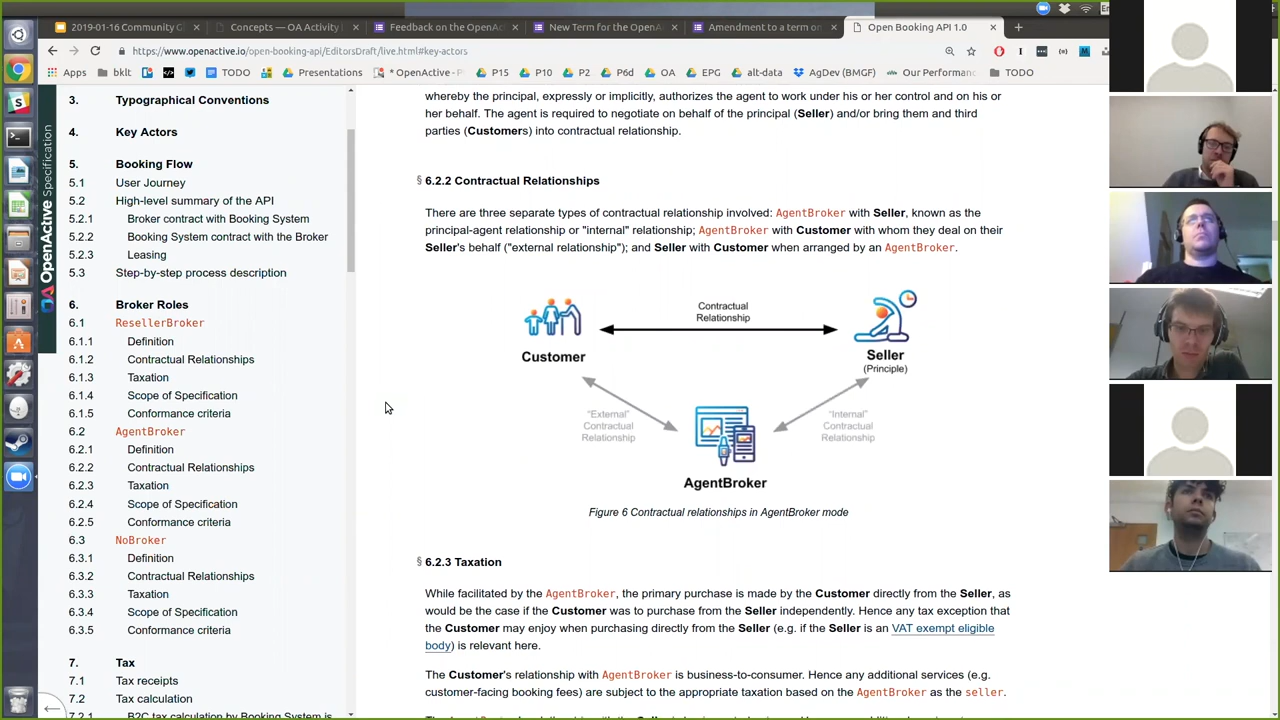 2019-01-16 Community G
Concepts — OA Activity
Feedback on the OpenA
New Term for the OpenA
Amendment to a term on
Open Booking API 1.0
En
https://www.openactive.io/open-booking-api/EditorsDraft/live.html#key-actors
Apps
bklt
TODO
Presentations
* OpenActive - P
P15
P10
P2
P6d
OA
EPG
alt-data
AgDev (BMGF)
Our Performanc
TODO
OpenActive Specification
3. Typographical Conventions
4. Key Actors
5. Booking Flow
5.1 User Journey
5.2 High-level summary of the API
5.2.1 Broker contract with Booking System
5.2.2 Booking System contract with the Broker
5.2.3 Leasing
5.3 Step-by-step process description
6. Broker Roles
6.1 ResellerBroker
6.1.1 Definition
6.1.2 Contractual Relationships
6.1.3 Taxation
6.1.4 Scope of Specification
6.1.5 Conformance criteria
6.2 AgentBroker
6.2.1 Definition
6.2.2 Contractual Relationships
6.2.3 Taxation
6.2.4 Scope of Specification
6.2.5 Conformance criteria
6.3 NoBroker
6.3.1 Definition
6.3.2 Contractual Relationships
6.3.3 Taxation
6.3.4 Scope of Specification
6.3.5 Conformance criteria
7. Tax
7.1 Tax receipts
7.2 Tax calculation
7.2.1 B2C tax calculation by Booking System is
whereby the principal, expressly or implicitly, authorizes the agent to work under his or her control and on his or
her behalf. The agent is required to negotiate on behalf of the principal (Seller) and/or bring them and third
parties (Customers) into contractual relationship.
§ 6.2.2 Contractual Relationships
There are three separate types of contractual relationship involved: AgentBroker with Seller, known as the
principal-agent relationship or "internal" relationship; AgentBroker with Customer with whom they deal on their
Seller's behalf ("external relationship"); and Seller with Customer when arranged by an AgentBroker.
Contractual
Relationship
Customer
Seller
(Principle)
"External"
Contractual
Relationship
"Internal"
Contractual
Relationship
AgentBroker
Figure 6 Contractual relationships in AgentBroker mode
§ 6.2.3 Taxation
While facilitated by the AgentBroker, the primary purchase is made by the Customer directly from the Seller, as
would be the case if the Customer was to purchase from the Seller independently. Hence any tax exception that
the Customer may enjoy when purchasing directly from the Seller (e.g. if the Seller is an VAT exempt eligible
body) is relevant here.
The Customer's relationship with AgentBroker is business-to-consumer. Hence any additional services (e.g.
customer-facing booking fees) are subject to the appropriate taxation based on the AgentBroker as the seller.